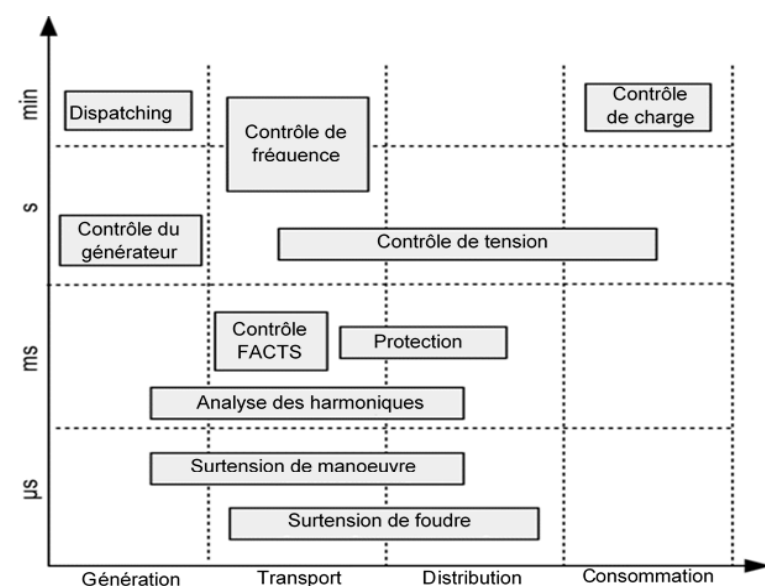 min
Dispatching
Contrôle de
fréquence
Contrôle
de charge
s
Contrôle du
générateur
Contrôle de tension
ms
Contrôle
FACTS
Protection
Analyse des harmoniques
µs
Surtension de manoeuvre
Surtension de foudre
Génération
Transport
Distribution
Consommation